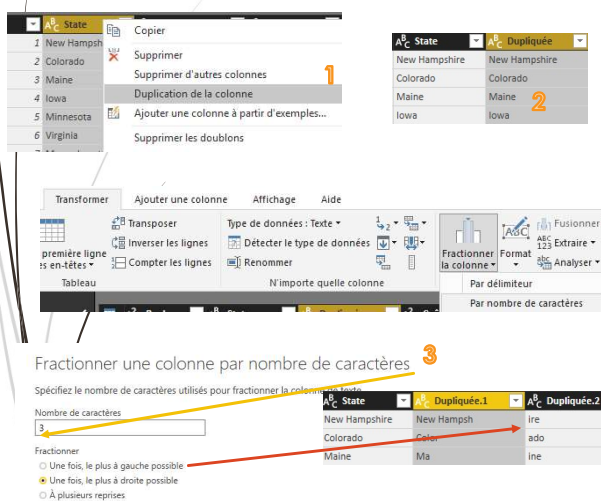 State
Copier
1 New Hampsh
2 Colorado
Supprimer
3 Maine
Supprimer d'autres colonnes
1
4 Iowa
Duplication de la colonne
5 Minnesota
Ajouter une colonne à partir d'exemples...
6 Virginia
Supprimer les doublons
ABC State ABC Dupliquée
New Hampshire New Hampshire
Colorado Colorado
Maine Maine
2
Iowa Iowa
Transformer Ajouter une colonne Affichage Aide
Transposer Type de données : Texte Fusionner
première ligne Inverser les lignes Détecter le type de données Fractionner Format Extraire
es en-têtes Compter les lignes Renommer la colonne Analyser
Tableau N'importe quelle colonne Par délimiteur
Par nombre de caractères
Fractionner une colonne par nombre de caractères
3
Spécifiez le nombre de caractères utilisés pour fractionner la colonne de texte
Nombre de caractères
3
Fractionner
Une fois, le plus à gauche possible
Une fois, le plus à droite possible
À plusieurs reprises
ABC State ABC Dupliquée.1 ABC Dupliquée.2
New Hampshire New Hampsh ire
Colorado Color ado
Maine Ma ine